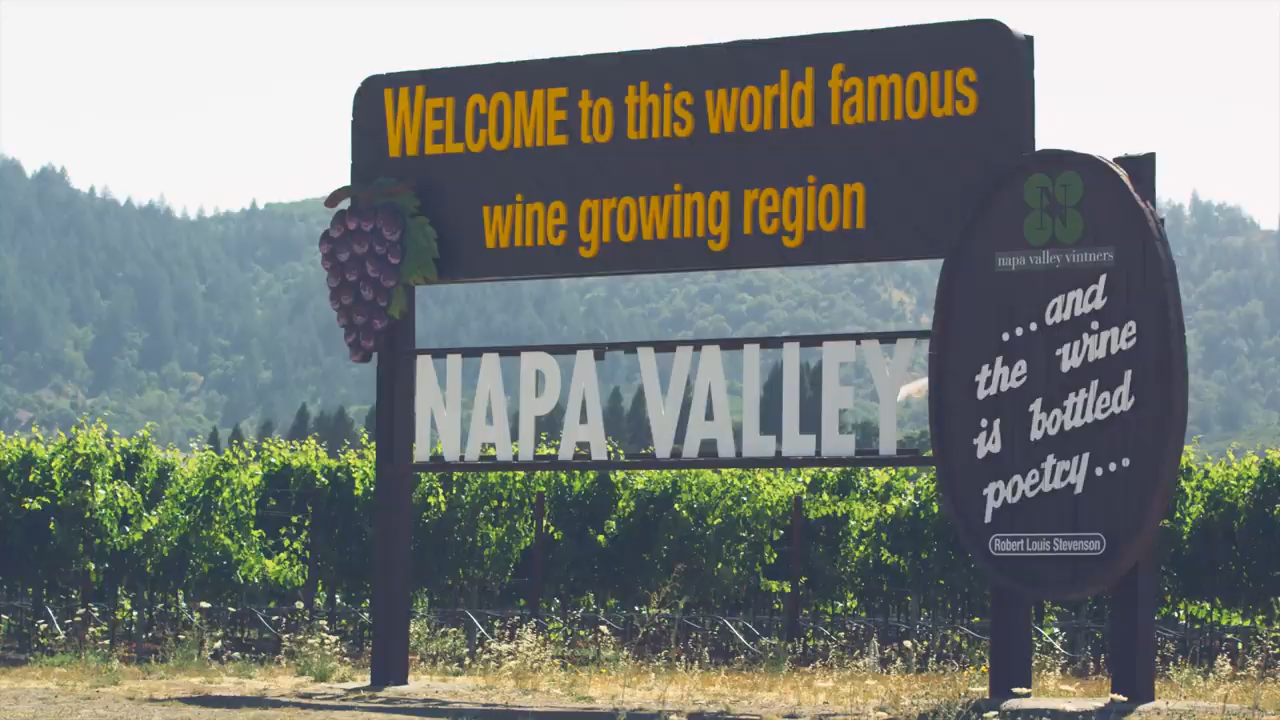 WELCOME to this world famous
wine growing region
NAPA VALLEY
N
napa valley vintners
...and
the wine
is bottled
poetry...
Robert Louis Stevenson